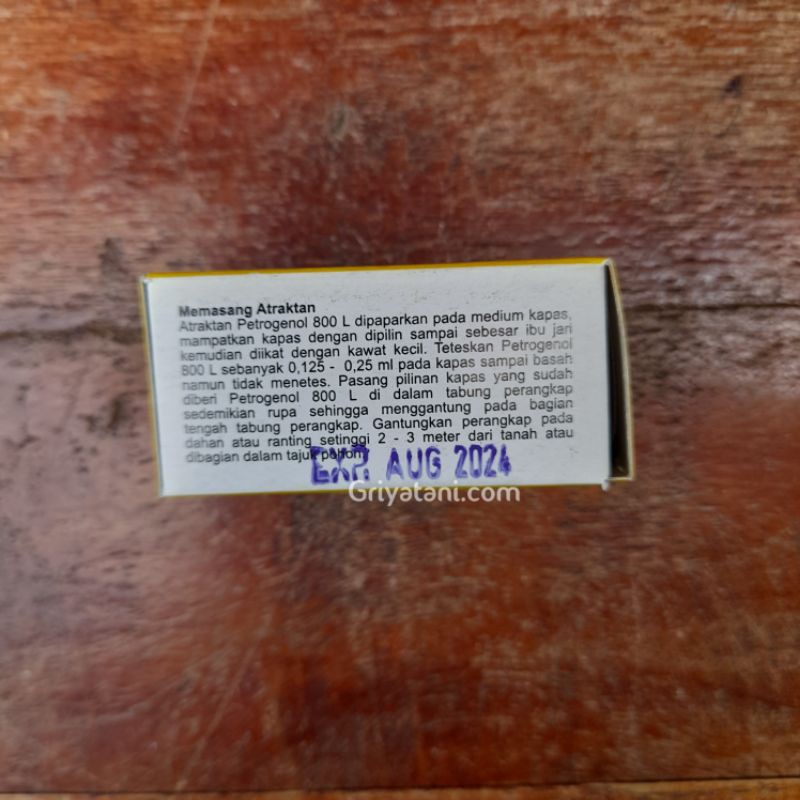 Memasang Atraktan
Atraktan Petrogenol 800 L dipaparkan pada medium kapas,
mampatkan kapas dengan dipilin sampai sebesar ibu jari
kemudian diikat dengan kawat kecil. Teteskan Petrogenol
800 L sebanyak 0,125 - 0,25 ml pada kapas sampai basah
namun tidak menetes. Pasang pilinan kapas yang sudah
diberi Petrogenol 800 L di dalam tabung perangkap
sedemikian rupa sehingga menggantung pada bagian
tengah tabung perangkap. Gantungkan perangkap pada
dahan atau ranting setinggi 2 - 3 meter dari tanah atau
dibagian dalam tajuk pohon
EXP. AUG 2024
Griyatani.com